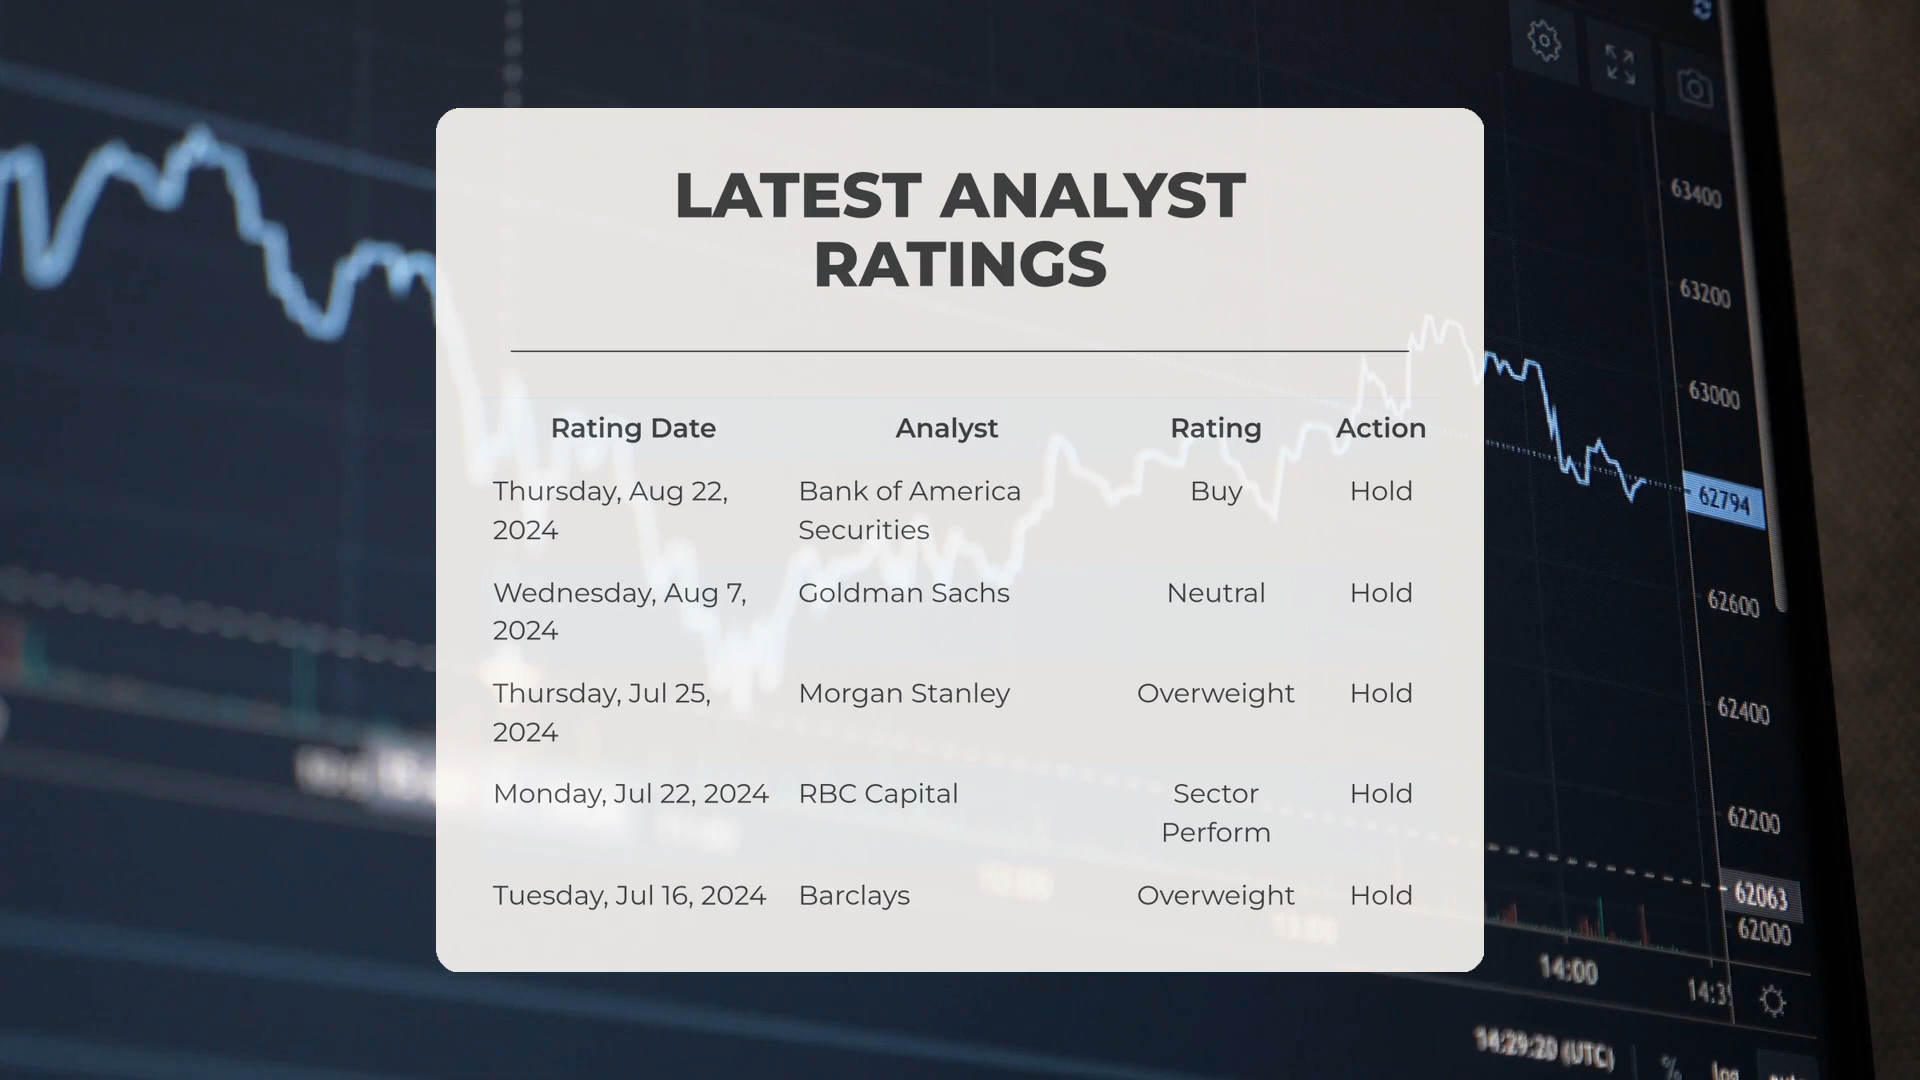 LATEST ANALYST
RATINGS
Rating Date Analyst Rating Action
Thursday, Aug 22, Bank of America Buy Hold
2024 Securities
Wednesday, Aug 7, Goldman Sachs Neutral Hold
2024
Thursday, Jul 25, Morgan Stanley Overweight Hold
2024
Monday, Jul 22, 2024 RBC Capital Sector Hold
Perform
Tuesday, Jul 16, 2024 Barclays Overweight Hold
63400
63200
63000
62794
62600
62400
62200
62063
62000
13:00
14:00
14:29:20 (UTC)
%
log